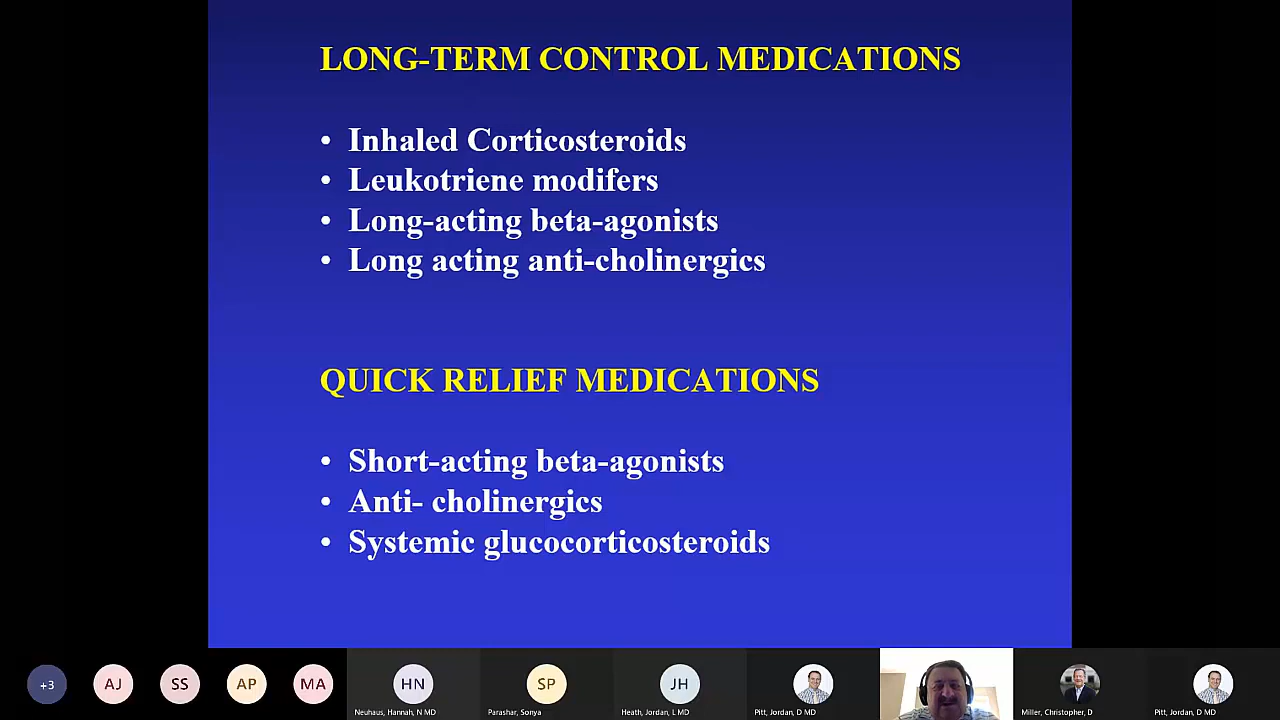 LONG-TERM CONTROL MEDICATIONS
• Inhaled Corticosteroids
• Leukotriene modifers
• Long-acting beta-agonists
• Long acting anti-cholinergics
QUICK RELIEF MEDICATIONS
• Short-acting beta-agonists
• Anti- cholinergics
• Systemic glucocorticosteroids
+3
AJ
SS
AP
MA
HN
SP
JH
Neuhaus, Hannah, N MD
Parashar, Sonya
Heath, Jordan, L MD
Pitt, Jordan, D MD
Miller, Christopher, D
Pitt, Jordan, D MD